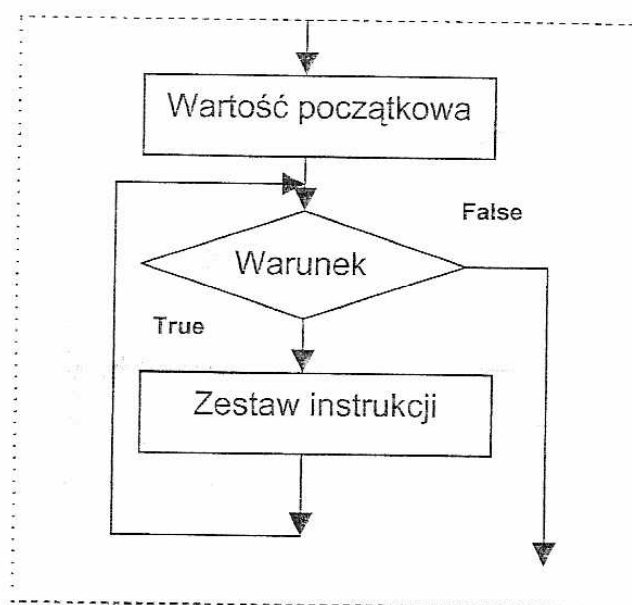 Wartość początkowa
False
Warunek
True
Zestaw instrukcji